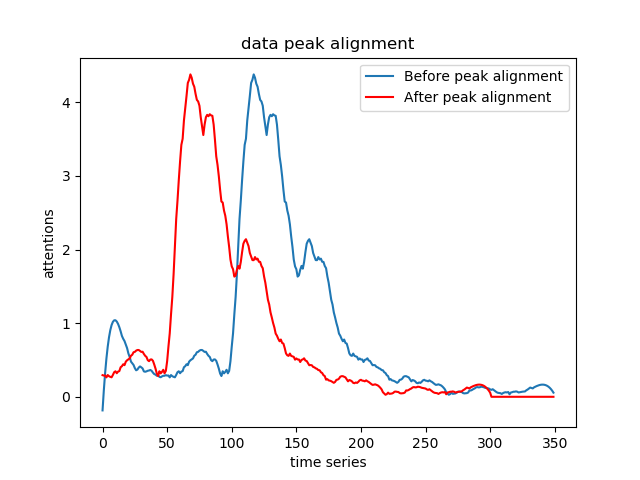 data peak alignment
Before peak alignment
After peak alignment
attentions
4
3
2
1
0
0 50 100 150 200 250 300 350
time series